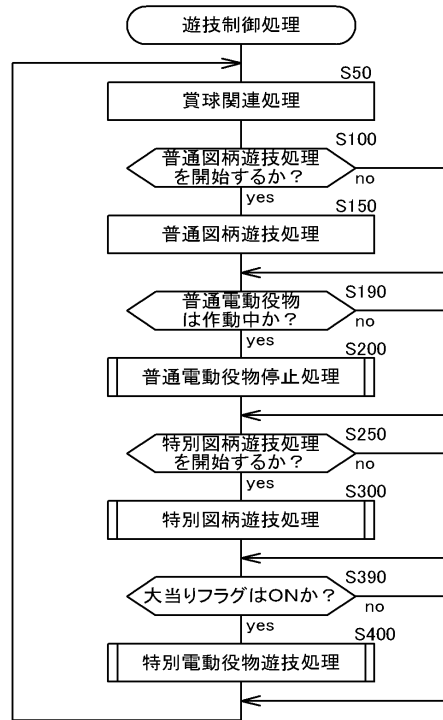 遊技制御処理
S50
賞球関連処理
S100
普通図柄遊技処理
を開始するか？
no
yes
S150
普通図柄遊技処理
S190
普通電動役物
は作動中か？
no
yes
S200
普通電動役物停止処理
S250
特別図柄遊技処理
を開始するか？
no
yes
S300
特別図柄遊技処理
S390
大当りフラグはONか？
no
yes
S400
特別電動役物遊技処理